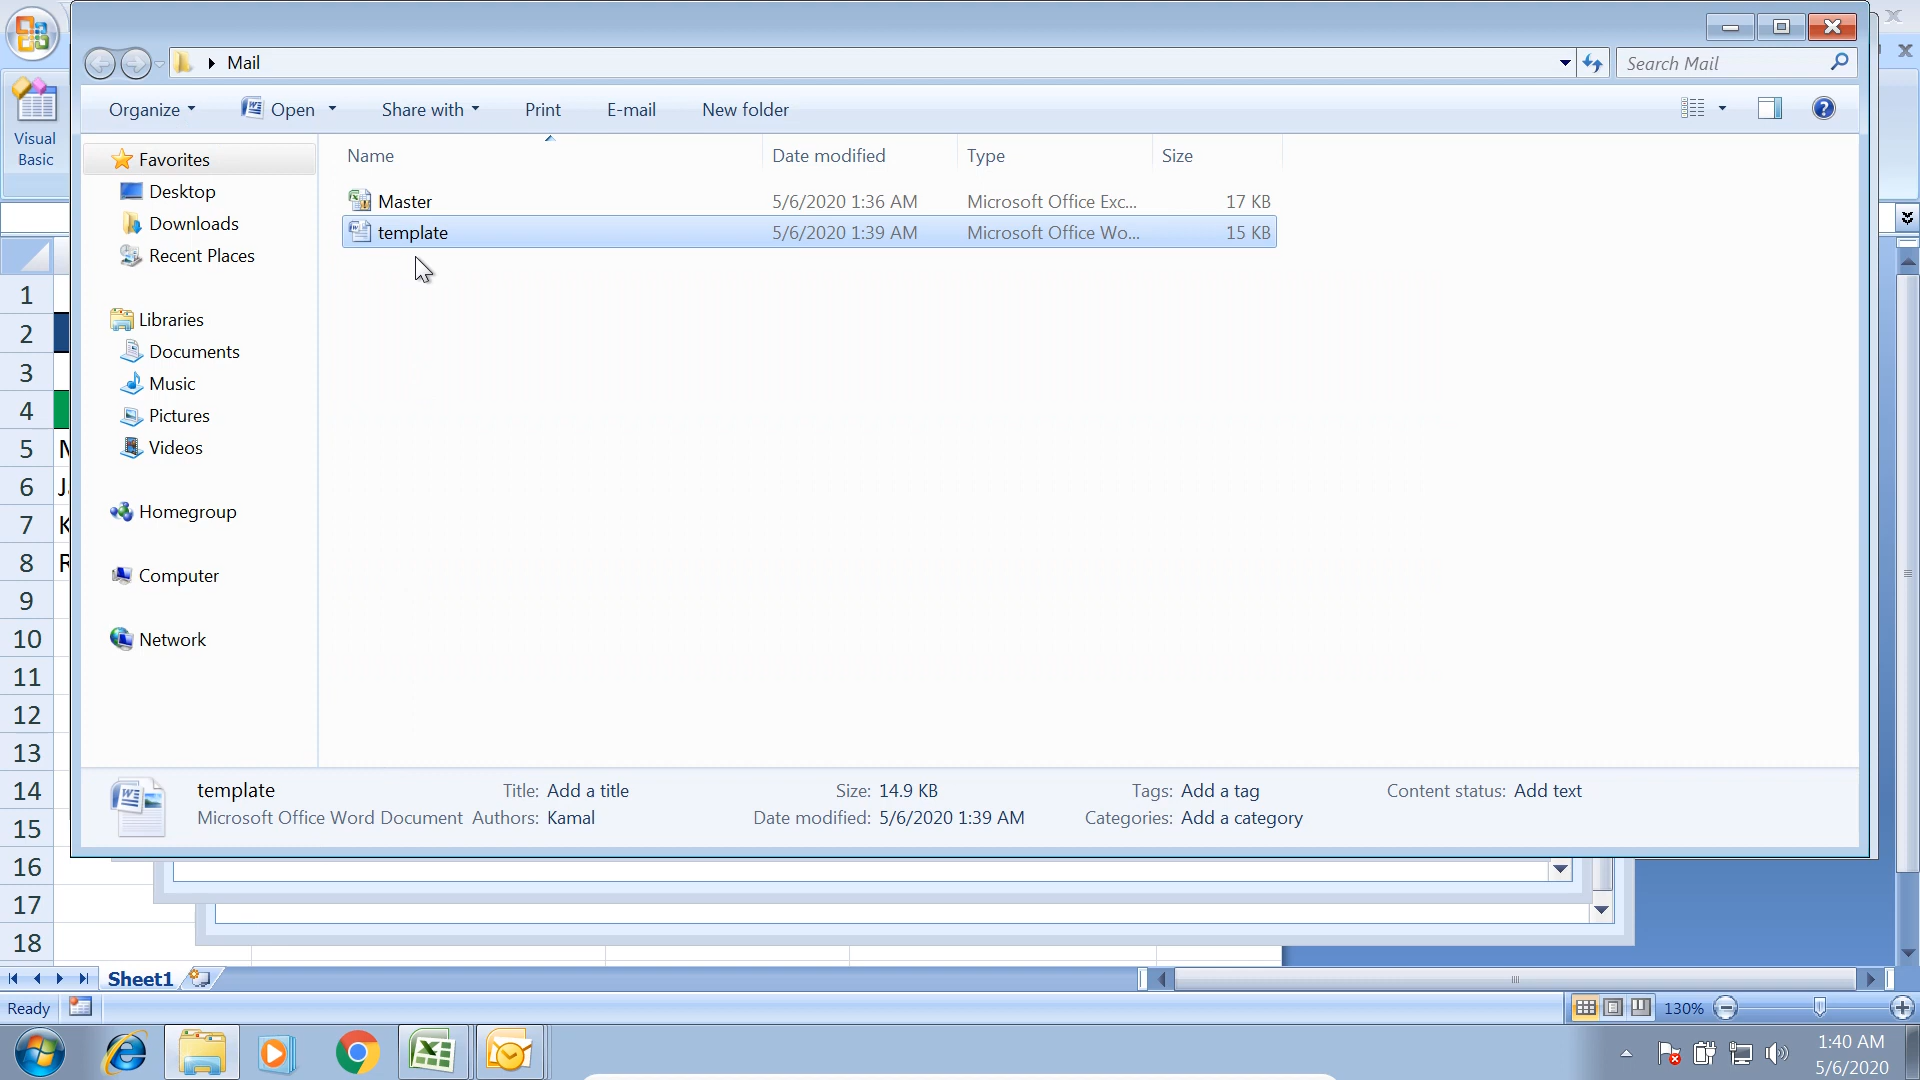 Mail
Search Mail
Organize
Open
Share with
Print
E-mail
New folder
Visual
Basic
Favorites
Desktop
Downloads
Recent Places
Libraries
Documents
Music
Pictures
Videos
Homegroup
Computer
Network
Name Date modified Type Size
Master 5/6/2020 1:36 AM Microsoft Office Exc... 17 KB
template 5/6/2020 1:39 AM Microsoft Office Wo... 15 KB
1
2
3
4
5
6
7
8
9
10
11
12
13
14
15
16
17
18
template Title: Add a title Size: 14.9 KB Tags: Add a tag Content status: Add text
Microsoft Office Word Document Authors: Kamal Date modified: 5/6/2020 1:39 AM Categories: Add a category
Sheet1
Ready
130%
1:40 AM
5/6/2020